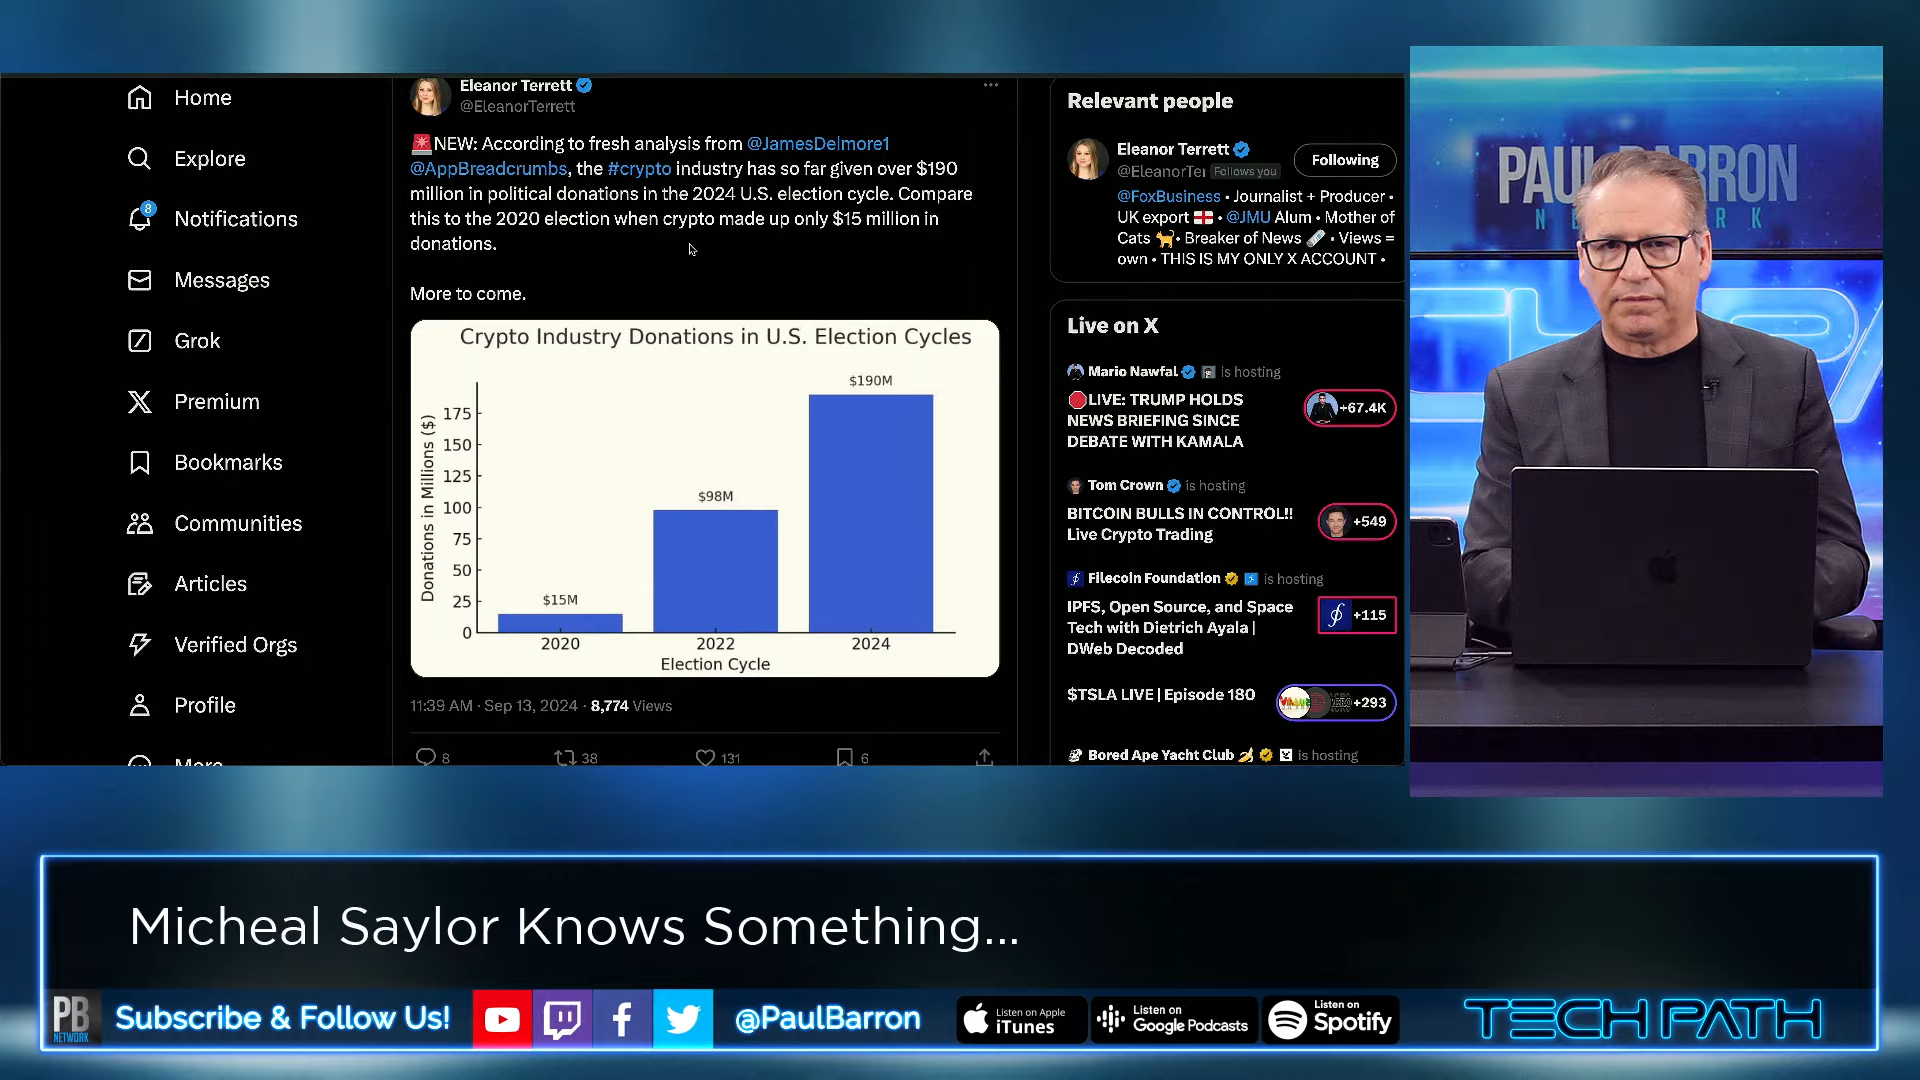 Home
Explore
8
Notifications
Messages
Grok
Premium
Bookmarks
Communities
Articles
Verified Orgs
Profile
More
Eleanor Terrett
@EleanorTerrett
NEW: According to fresh analysis from @JamesDelmore1
@AppBreadcrumbs, the #crypto industry has so far given over $190
million in political donations in the 2024 U.S. election cycle. Compare
this to the 2020 election when crypto made up only $15 million in
donations.
More to come.
Crypto Industry Donations in U.S. Election Cycles
Donations in Millions ($)
175
150
125
100
75
50
25
0
$15M
$98M
$190M
2020
2022
2024
Election Cycle
11:39 AM · Sep 13, 2024 · 8,774 Views
8
38
131
6
Relevant people
Eleanor Terrett
@EleanorTer Follows you
Following
@FoxBusiness • Journalist + Producer •
UK export • @JMU Alum • Mother of
Cats • Breaker of News • Views =
own • THIS IS MY ONLY X ACCOUNT •
Live on X
Mario Nawfal is hosting
LIVE: TRUMP HOLDS
NEWS BRIEFING SINCE
DEBATE WITH KAMALA
+67.4K
Tom Crown is hosting
BITCOIN BULLS IN CONTROL!!
Live Crypto Trading
+549
Filecoin Foundation is hosting
IPFS, Open Source, and Space
Tech with Dietrich Ayala |
DWeb Decoded
+115
$TSLA LIVE | Episode 180
+293
Bored Ape Yacht Club is hosting
PAUL BARRON
NETWORK
Micheal Saylor Knows Something...
PB
NETWORK
Subscribe & Follow Us!
@PaulBarron
Listen on Apple
iTunes
Listen on
Google Podcasts
Listen on
Spotify
TECH PATH